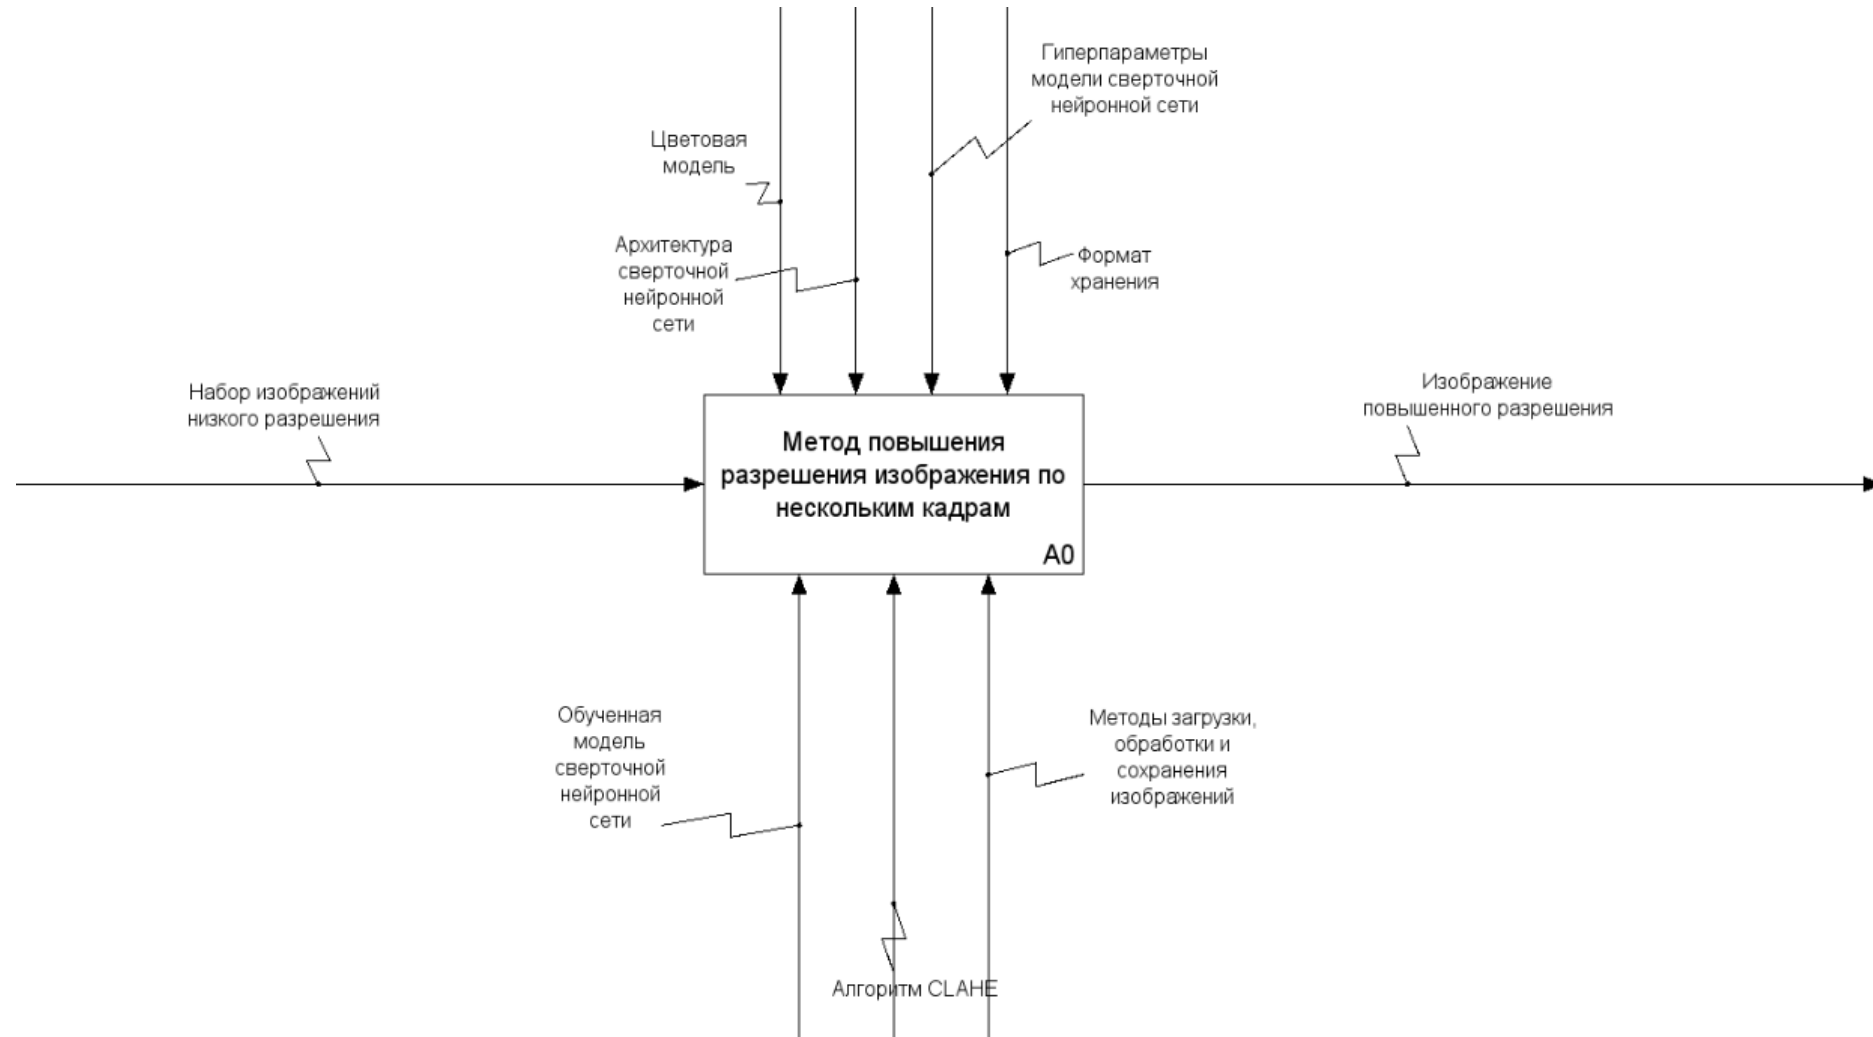 Гиперпараметры
модели сверточной
нейронной сети
Цветовая
модель
Архитектура
сверточной
нейронной
сети
Формат
хранения
Набор изображений
низкого разрешения
Изображение
повышенного разрешения
Метод повышения
разрешения изображения по
нескольким кадрам
A0
Обученная
модель
сверточной
нейронной
сети
Методы загрузки,
обработки и
сохранения
изображений
Алгоритм CLAHE